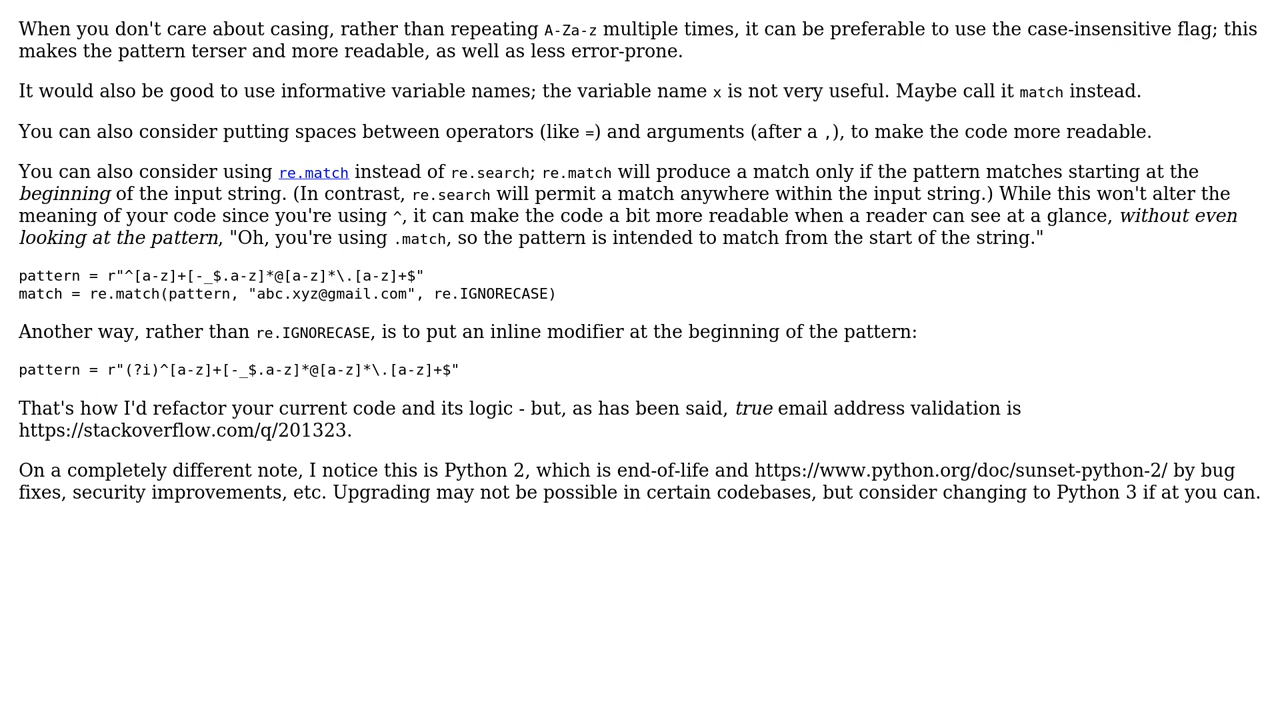 When you don't care about casing, rather than repeating A-Za-z multiple times, it can be preferable to use the case-insensitive flag; this
makes the pattern terser and more readable, as well as less error-prone.
It would also be good to use informative variable names; the variable name x is not very useful. Maybe call it match instead.
You can also consider putting spaces between operators (like =) and arguments (after a ,), to make the code more readable.
You can also consider using re.match instead of re.search; re.match will produce a match only if the pattern matches starting at the
beginning of the input string. (In contrast, re.search will permit a match anywhere within the input string.) While this won't alter the
meaning of your code since you're using ^, it can make the code a bit more readable when a reader can see at a glance, without even
looking at the pattern, "Oh, you're using .match, so the pattern is intended to match from the start of the string."
pattern = r"^[a-z]+[-_$.a-z]*@[a-z]*\.[a-z]+$"
match = re.match(pattern, "abc.xyz@gmail.com", re.IGNORECASE)
Another way, rather than re.IGNORECASE, is to put an inline modifier at the beginning of the pattern:
pattern = r"(?i)^[a-z]+[-_$.a-z]*@[a-z]*\.[a-z]+$"
That's how I'd refactor your current code and its logic - but, as has been said, true email address validation is
https://stackoverflow.com/q/201323.
On a completely different note, I notice this is Python 2, which is end-of-life and https://www.python.org/doc/sunset-python-2/ by bug
fixes, security improvements, etc. Upgrading may not be possible in certain codebases, but consider changing to Python 3 if at you can.